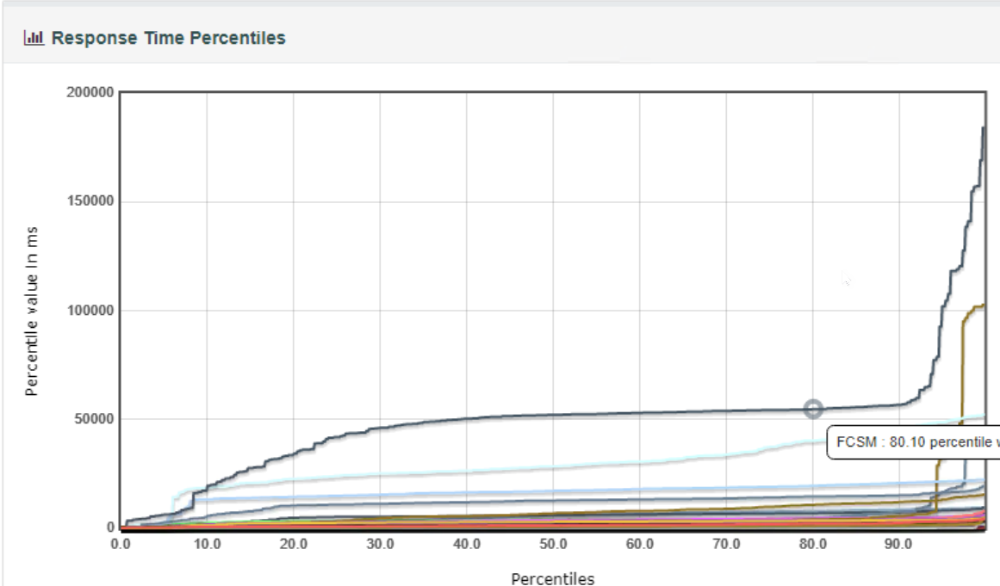 Response Time Percentiles
200000
150000
100000
50000
0
Percentile value in ms
FCSM : 80.10 percentile
0.0 10.0 20.0 30.0 40.0 50.0 60.0 70.0 80.0 90.0
Percentiles